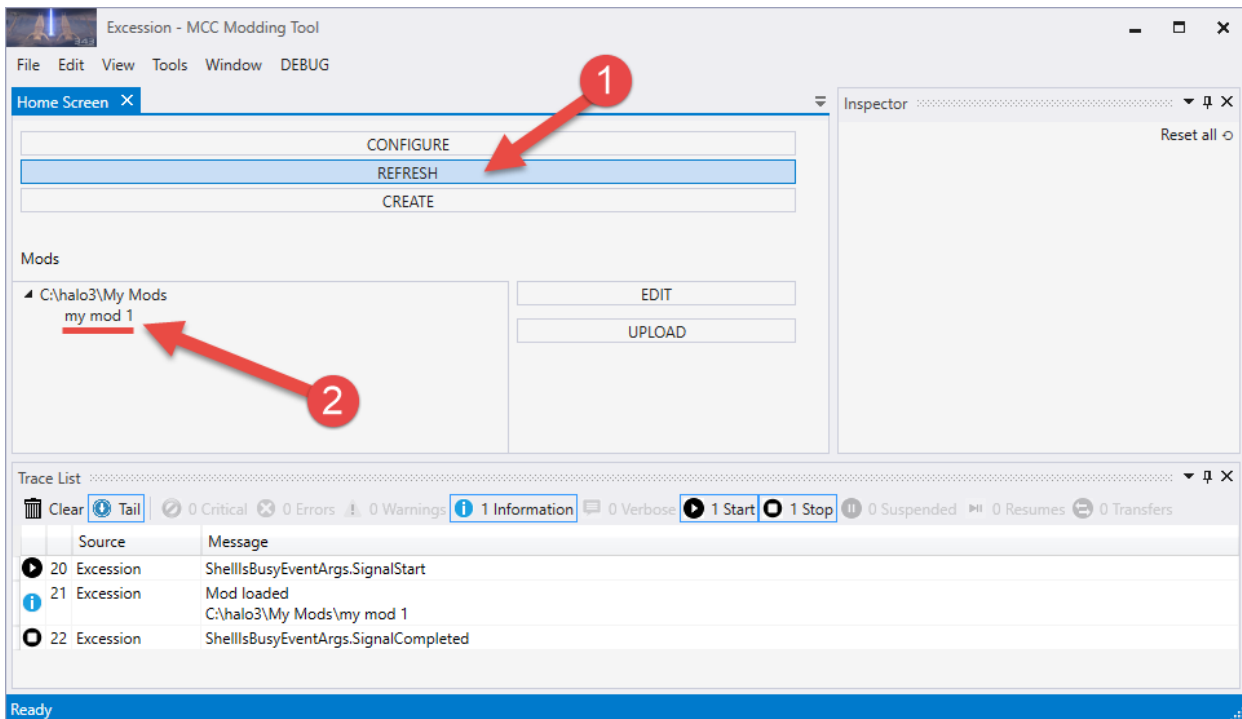 343
Excession - MCC Modding Tool
File Edit View Tools Window DEBUG
Home Screen
Inspector
Reset all
1
CONFIGURE
REFRESH
CREATE
Mods
C:\halo3\My Mods
my mod 1
EDIT
UPLOAD
2
Trace List
Clear Tail 0 Critical 0 Errors 0 Warnings 1 Information 0 Verbose 1 Start 1 Stop 0 Suspended 0 Resumes 0 Transfers
Source Message
20 Excession ShellIsBusyEventArgs.SignalStart
21 Excession Mod loaded
C:\halo3\My Mods\my mod 1
22 Excession ShellIsBusyEventArgs.SignalCompleted
Ready